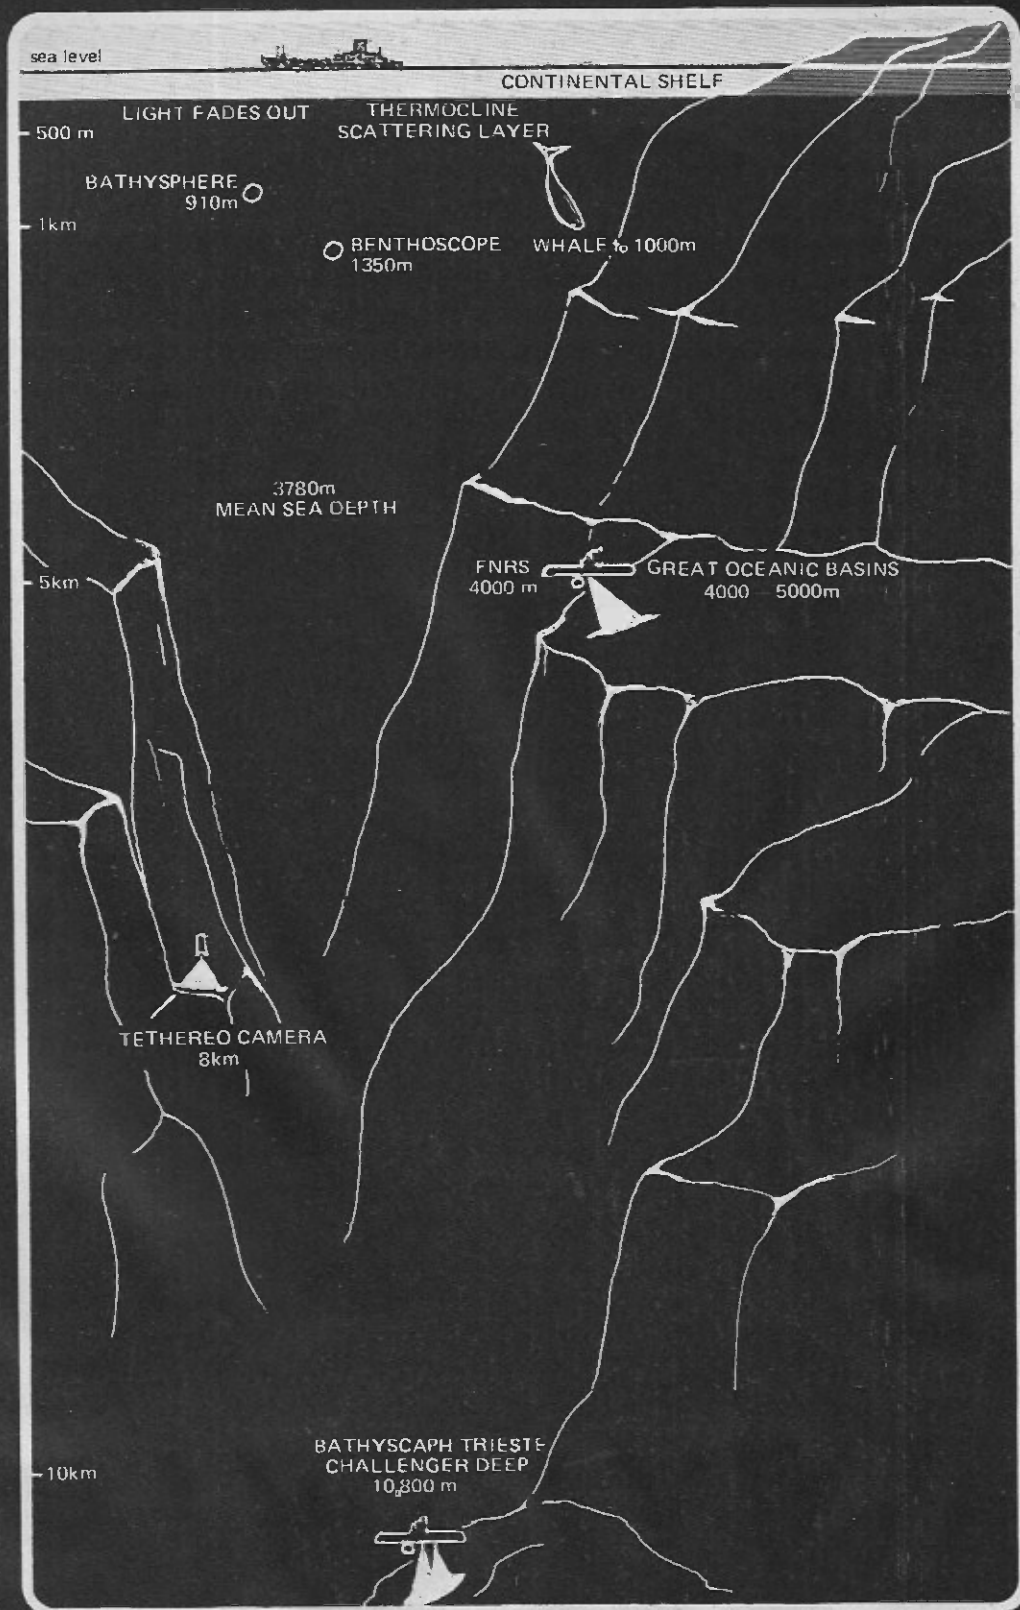 sea level
CONTINENTAL SHELF
LIGHT FADES OUT
THERMOCLINE
SCATTERING LAYER
500 m
BATHYSPHERE
910m
1km
BENTHOSCOPE
1350m
WHALE to 1000m
3780m
MEAN SEA DEPTH
5km
FNRS
4000 m
GREAT OCEANIC BASINS
4000 – 5000m
TETHEREO CAMERA
8km
BATHYSCAPH TRIESTE
CHALLENGER DEEP
10,800 m
10km